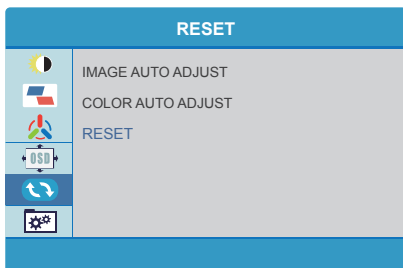 RESET
IMAGE AUTO ADJUST
COLOR AUTO ADJUST
RESET
OSD